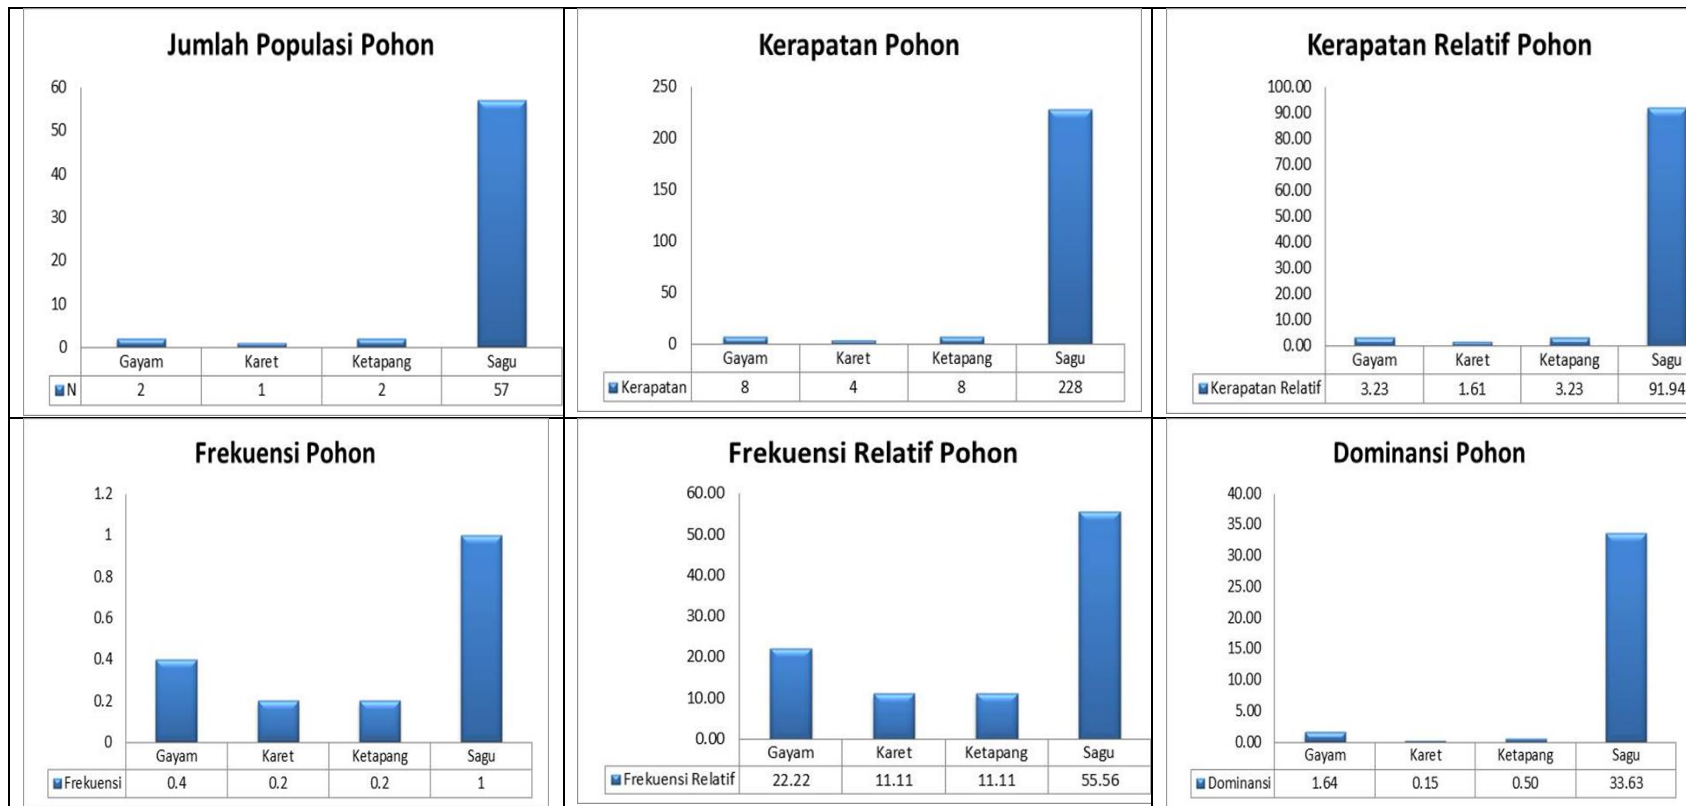 Jumlah Populasi Pohon
60
50
40
30
20
10
0
Gayam Karet Ketapang Sagu
N 2 1 2 57
Kerapatan Pohon
250
200
150
100
50
0
Gayam Karet Ketapang Sagu
Kerapatan 8 4 8 228
Kerapatan Relatif Pohon
100.00
90.00
80.00
70.00
60.00
50.00
40.00
30.00
20.00
10.00
0.00
Gayam Karet Ketapang Sagu
Kerapatan Relatif 3.23 1.61 3.23 91.94
Frekuensi Pohon
1.2
1
0.8
0.6
0.4
0.2
0
Gayam Karet Ketapang Sagu
Frekuensi 0.4 0.2 0.2 1
Frekuensi Relatif Pohon
60.00
50.00
40.00
30.00
20.00
10.00
0.00
Gayam Karet Ketapang Sagu
Frekuensi Relatif 22.22 11.11 11.11 55.56
Dominansi Pohon
40.00
35.00
30.00
25.00
20.00
15.00
10.00
5.00
0.00
Gayam Karet Ketapang Sagu
Dominansi 1.64 0.15 0.50 33.63